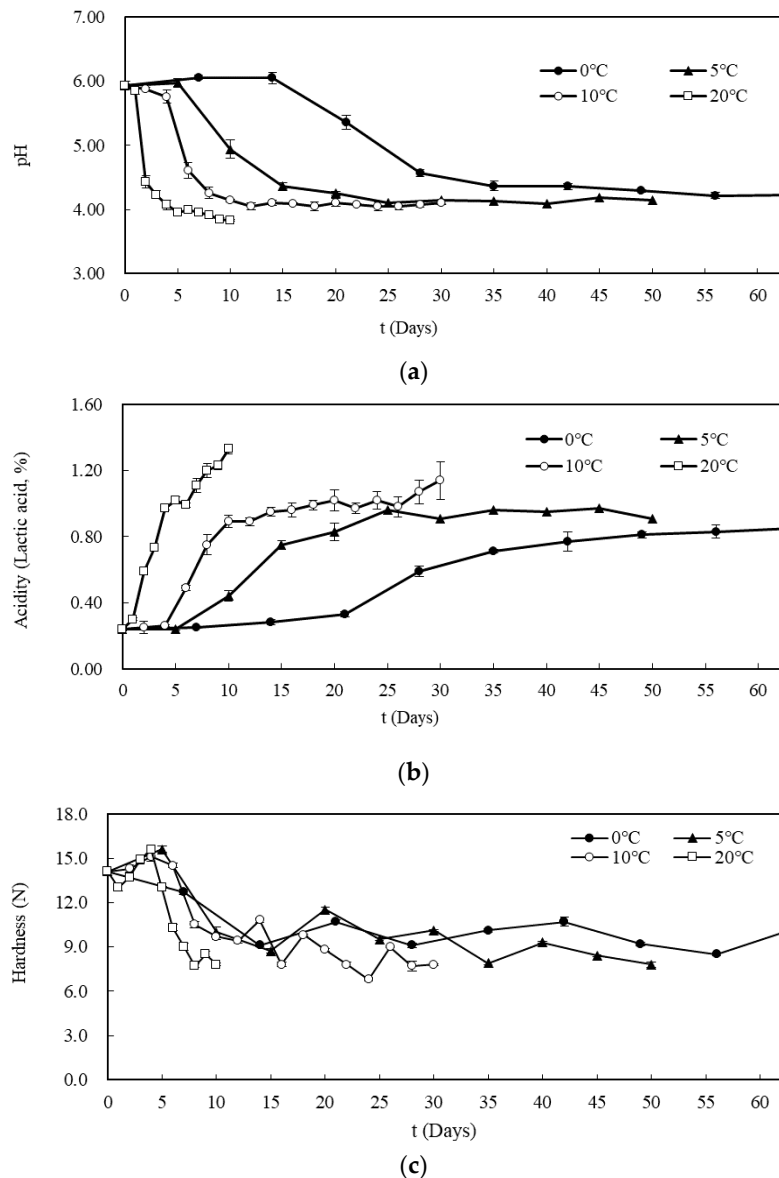 7.00
6.00
5.00
4.00
3.00
pH
0℃ 5℃
10℃ 20℃
0 5 10 15 20 25 30 35 40 45 50 55 60
t (Days)
(a)
1.60
1.20
0.80
0.40
0.00
Acidity (Lactic acid, %)
0℃ 5℃
10℃ 20℃
0 5 10 15 20 25 30 35 40 45 50 55 60
t (Days)
(b)
18.0
15.0
12.0
9.0
6.0
3.0
0.0
Hardness (N)
0℃ 5℃
10℃ 20℃
0 5 10 15 20 25 30 35 40 45 50 55 60
t (Days)
(c)